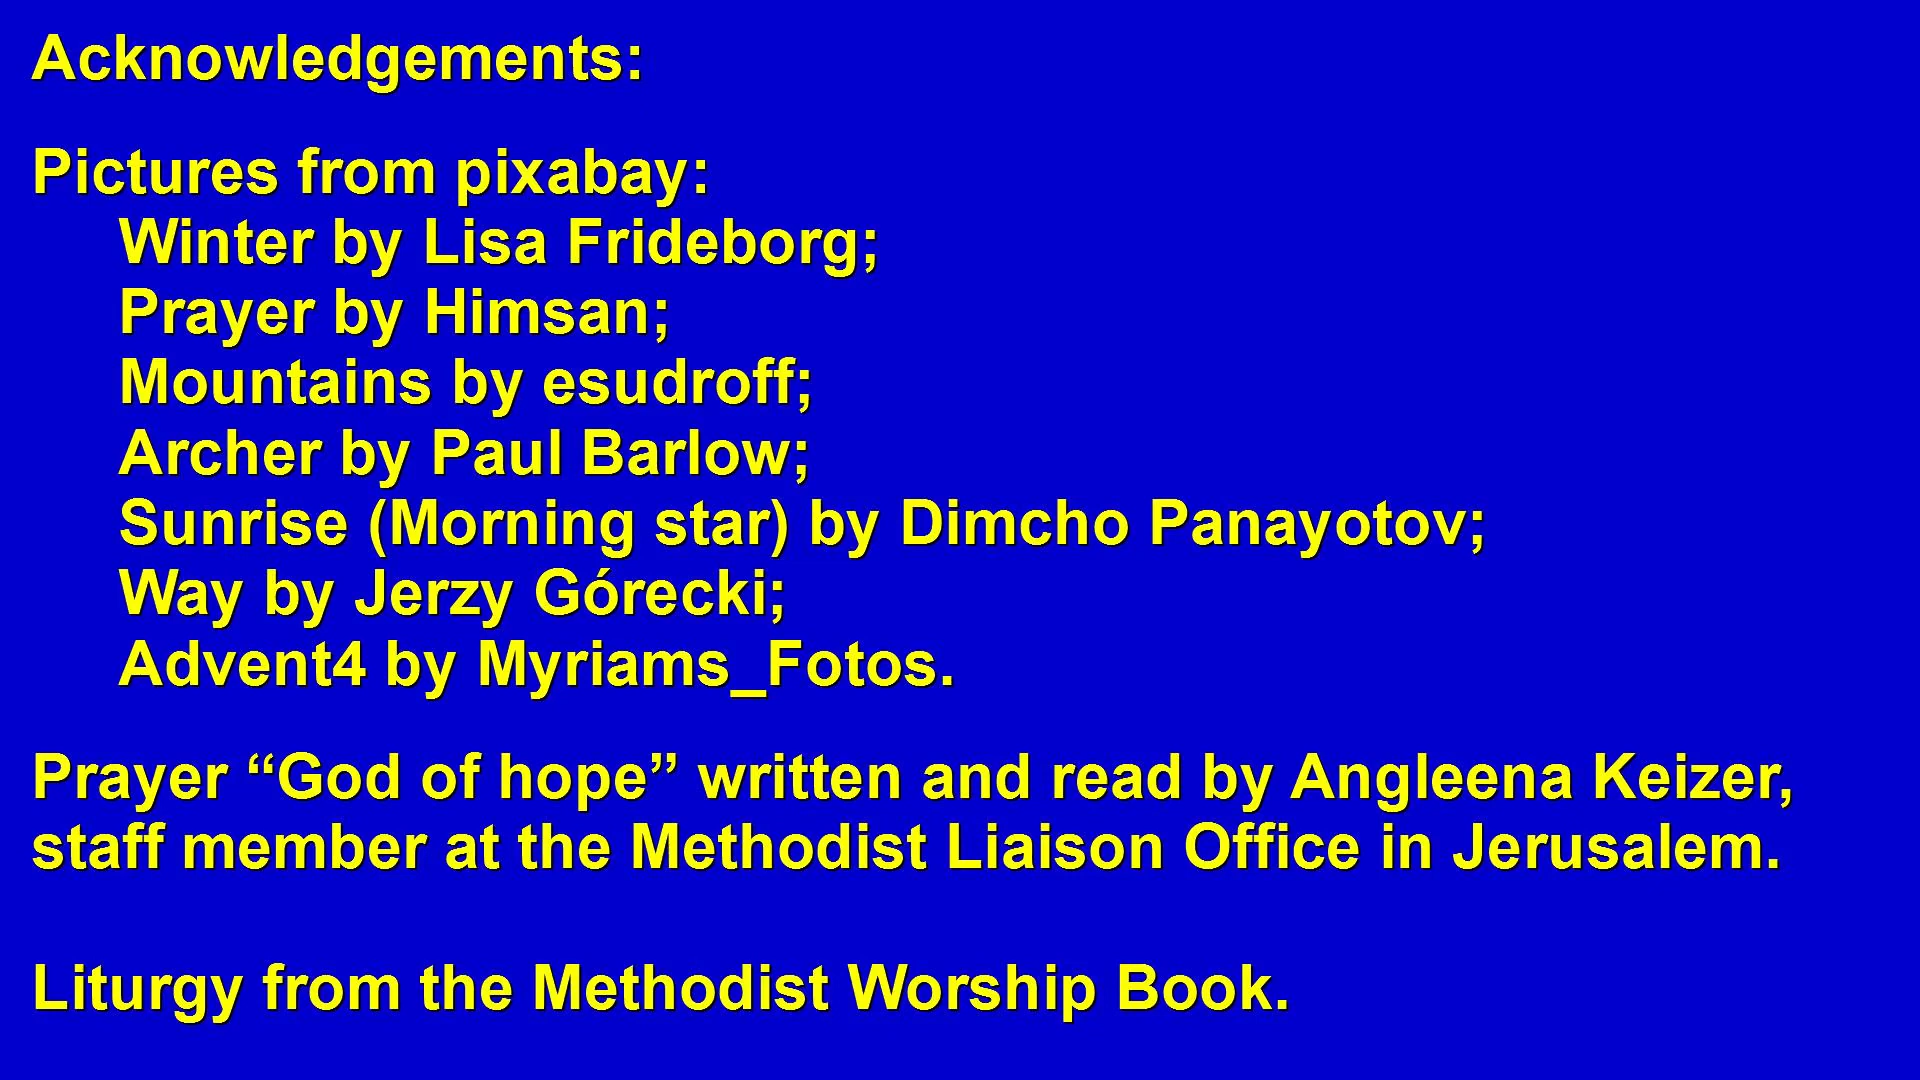 Acknowledgements:
Pictures from pixabay:
Winter by Lisa Frideborg;
Prayer by Himsan;
Mountains by esudroff;
Archer by Paul Barlow;
Sunrise (Morning star) by Dimcho Panayotov;
Way by Jerzy Górecki;
Advent4 by Myriams_Fotos.
Prayer “God of hope” written and read by Angleena Keizer,
staff member at the Methodist Liaison Office in Jerusalem.
Liturgy from the Methodist Worship Book.